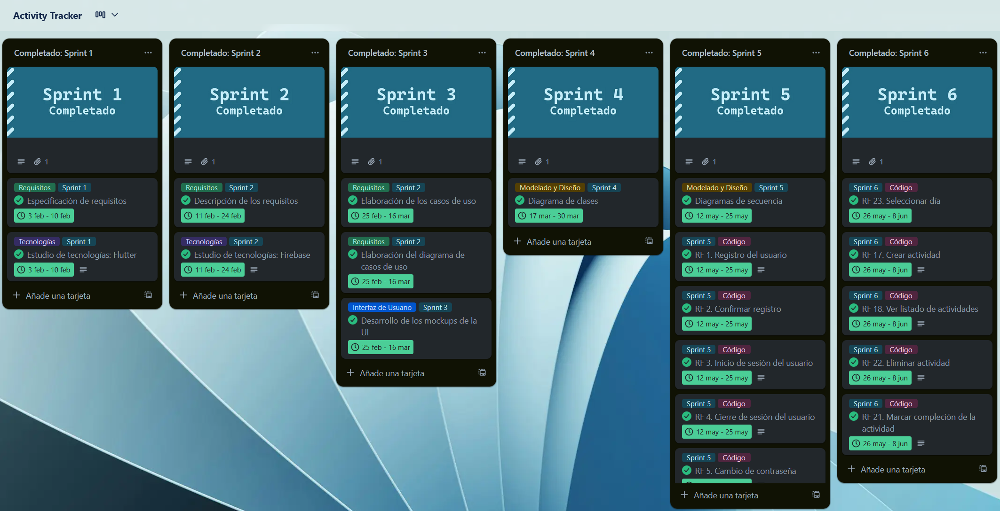 Activity Tracker
Completado: Sprint 1
Sprint 1
Completado
1
Requisitos Sprint 1
Especificación de requisitos
3 feb - 10 feb
Tecnologías Sprint 1
Estudio de tecnologías: Flutter
3 feb - 10 feb
Añade una tarjeta
Completado: Sprint 2
Sprint 2
Completado
1
Requisitos Sprint 2
Descripción de los requisitos
11 feb - 24 feb
Tecnologías Sprint 2
Estudio de tecnologías: Firebase
11 feb - 24 feb
Añade una tarjeta
Completado: Sprint 3
Sprint 3
Completado
1
Requisitos Sprint 2
Elaboración de los casos de uso
25 feb - 16 mar
Requisitos Sprint 2
Elaboración del diagrama de
casos de uso
25 feb - 16 mar
Interfaz de Usuario Sprint 3
Desarrollo de los mockups de la
UI
25 feb - 16 mar
Añade una tarjeta
Completado: Sprint 4
Sprint 4
Completado
1
Modelado y Diseño Sprint 4
Diagrama de clases
17 mar - 30 mar
Añade una tarjeta
Completado: Sprint 5
Sprint 5
Completado
1
Modelado y Diseño Sprint 5
Diagramas de secuencia
12 may - 25 may
Sprint 5 Código
RF 1. Registro del usuario
12 may - 25 may
Sprint 5 Código
RF 2. Confirmar registro
12 may - 25 may
Sprint 5 Código
RF 3. Inicio de sesión del usuario
12 may - 25 may
Sprint 5 Código
RF 4. Cierre de sesión del usuario
12 may - 25 may
Sprint 5 Código
RF 5. Cambio de contraseña
Añade una tarjeta
Completado: Sprint 6
Sprint 6
Completado
1
Sprint 6 Código
RF 23. Seleccionar día
26 may - 8 jun
Sprint 6 Código
RF 17. Crear actividad
26 may - 8 jun
Sprint 6 Código
RF 18. Ver listado de actividades
26 may - 8 jun
Sprint 6 Código
RF 22. Eliminar actividad
26 may - 8 jun
Sprint 6 Código
RF 21. Marcar compleción de la
actividad
26 may - 8 jun
Añade una tarjeta